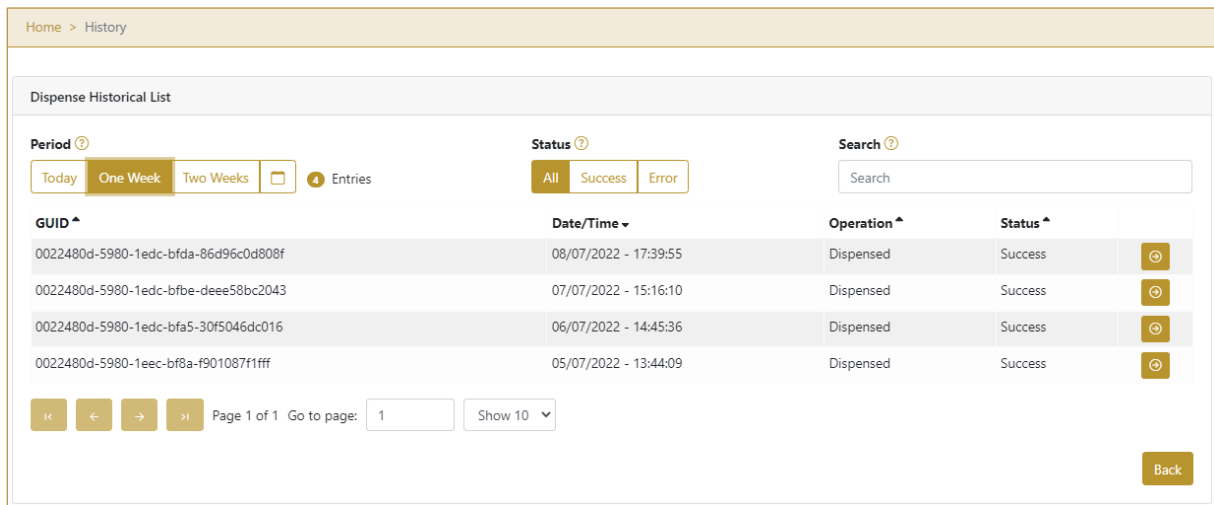 Home > History
Dispense Historical List
Period Status Search
Today One Week Two Weeks 4 Entries All Success Error Search
GUID Date/Time Operation Status
0022480d-5980-1edc-bfda-86d96c0d808f 08/07/2022 - 17:39:55 Dispensed Success
0022480d-5980-1edc-bfbe-deee58bc2043 07/07/2022 - 15:16:10 Dispensed Success
0022480d-5980-1edc-bfa5-30f5046dc016 06/07/2022 - 14:45:36 Dispensed Success
0022480d-5980-1eec-bf8a-f901087f1fff 05/07/2022 - 13:44:09 Dispensed Success
Page 1 of 1 Go to page: 1 Show 10
Back